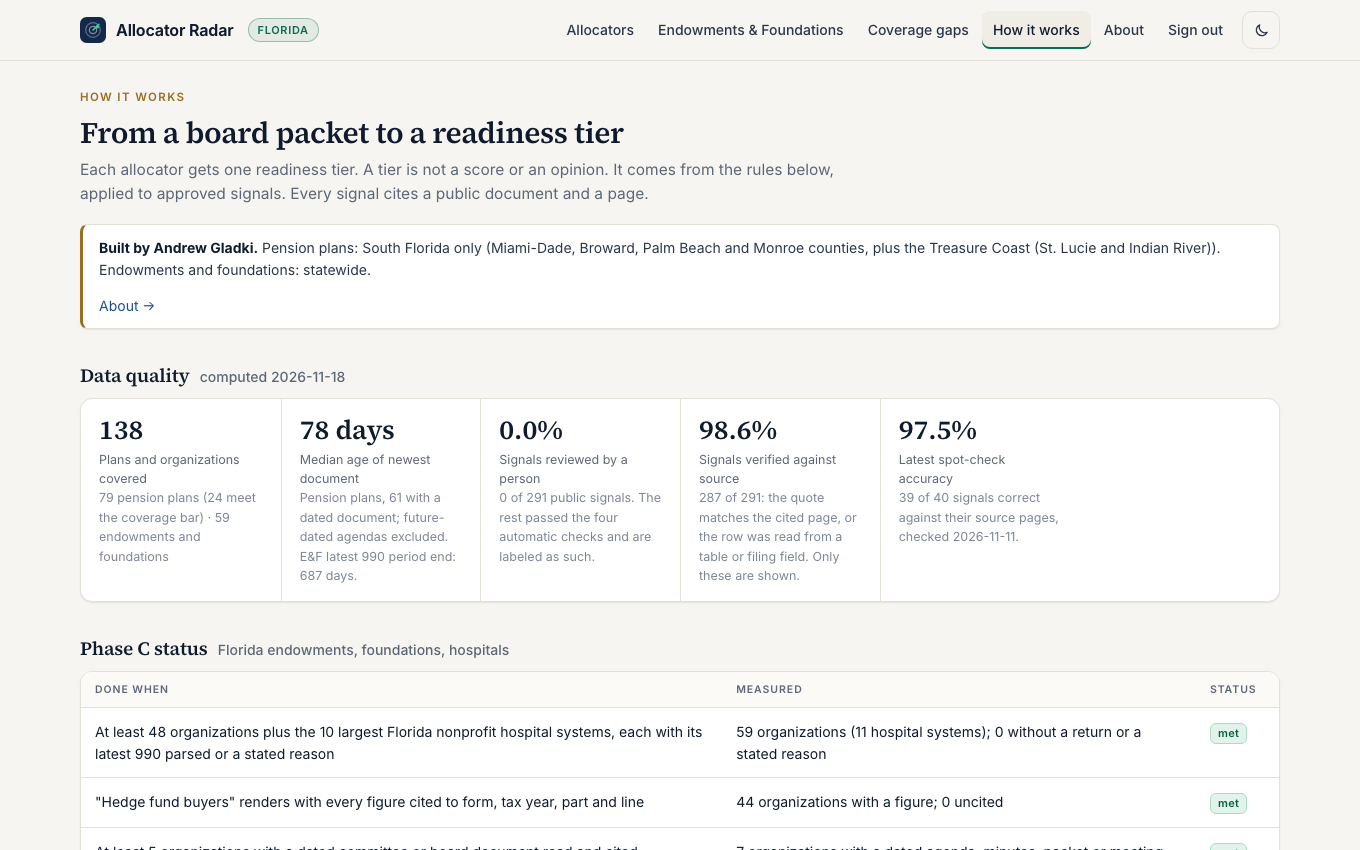 Allocator Radar FLORIDA Allocators Endowments & Foundations Coverage gaps How it works About Sign out
HOW IT WORKS
From a board packet to a readiness tier
Each allocator gets one readiness tier. A tier is not a score or an opinion. It comes from the rules below,
applied to approved signals. Every signal cites a public document and a page.
Built by Andrew Gladki. Pension plans: South Florida only (Miami-Dade, Broward, Palm Beach and Monroe counties, plus the Treasure Coast (St. Lucie and Indian River)).
Endowments and foundations: statewide.
About →
Data quality computed 2026-11-18
138
Plans and organizations
covered
79 pension plans (24 meet
the coverage bar) · 59
endowments and
foundations
78 days
Median age of newest
document
Pension plans, 61 with a
dated document; future-
dated agendas excluded.
E&F latest 990 period end:
687 days.
0.0%
Signals reviewed by a
person
0 of 291 public signals. The
rest passed the four
automatic checks and are
labeled as such.
98.6%
Signals verified against
source
287 of 291: the quote
matches the cited page, or
the row was read from a
table or filing field. Only
these are shown.
97.5%
Latest spot-check
accuracy
39 of 40 signals correct
against their source pages,
checked 2026-11-11.
Phase C status Florida endowments, foundations, hospitals
DONE WHEN MEASURED STATUS
At least 48 organizations plus the 10 largest Florida nonprofit hospital systems, each with its
latest 990 parsed or a stated reason
59 organizations (11 hospital systems); 0 without a return or a
stated reason
met
"Hedge fund buyers" renders with every figure cited to form, tax year, part and line
44 organizations with a figure; 0 uncited
met